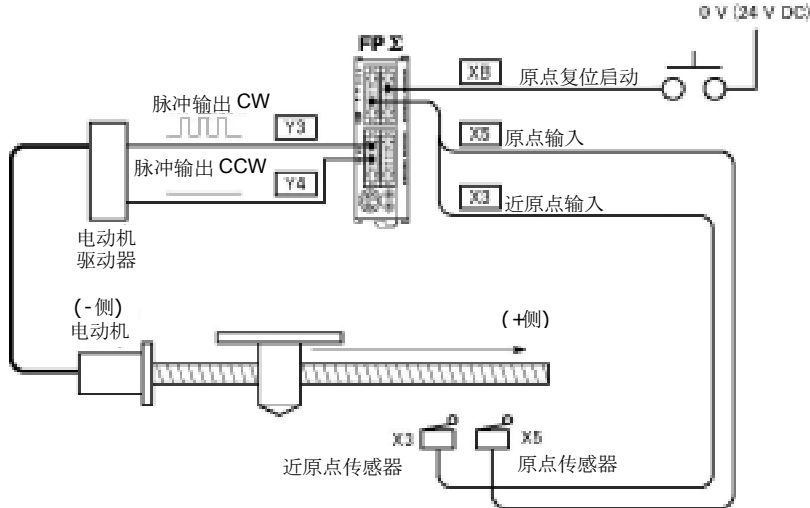 0 V (24 V DC)
FP Σ
XB 原点复位启动
脉冲输出 CW
Y3
X5 原点输入
脉冲输出 CCW
Y4
X3 近原点输入
电动机
驱动器
(-侧)
电动机
(+侧)
X3
X5
近原点传感器
原点传感器